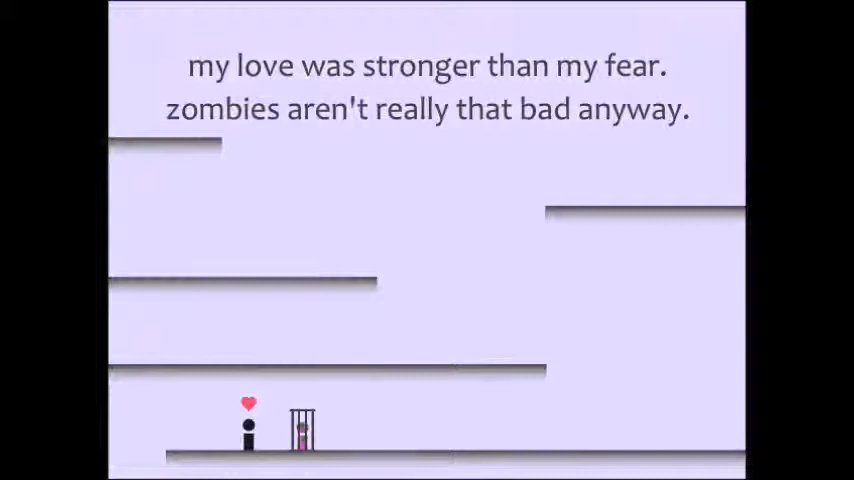 my love was stronger than my fear.
zombies aren't really that bad anyway.